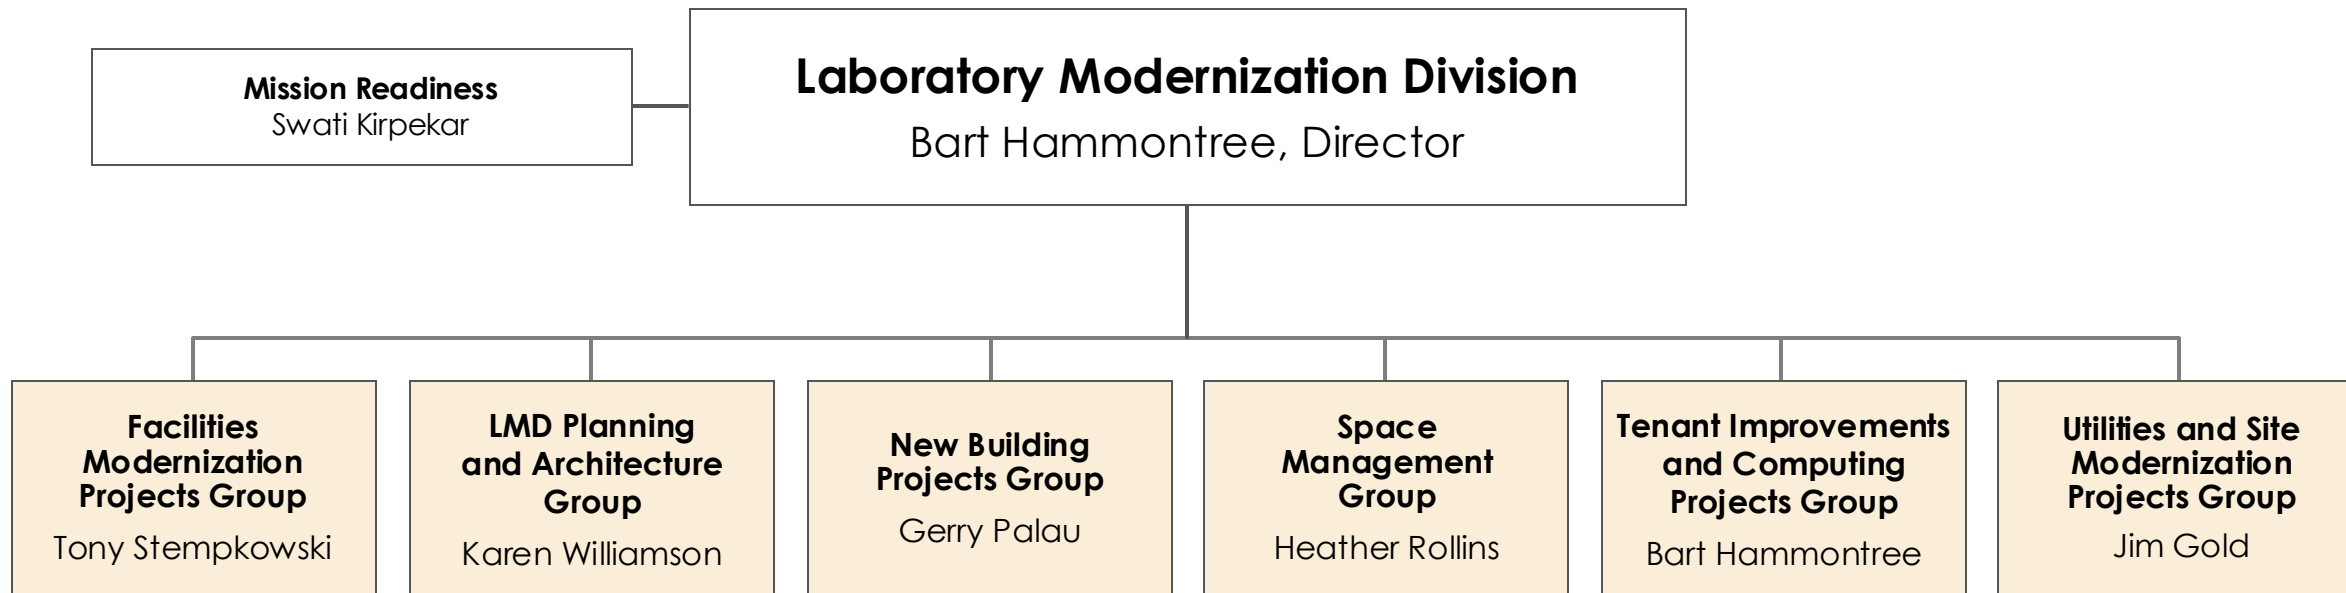 Laboratory Modernization Division
Bart Hammontree, Director
Mission Readiness
Swati Kirpekar
Facilities
Modernization
Projects Group
Tony Stempkowski
LMD Planning
and Architecture
Group
Karen Williamson
New Building
Projects Group
Gerry Palau
Space
Management
Group
Heather Rollins
Tenant Improvements
and Computing
Projects Group
Bart Hammontree
Utilities and Site
Modernization
Projects Group
Jim Gold